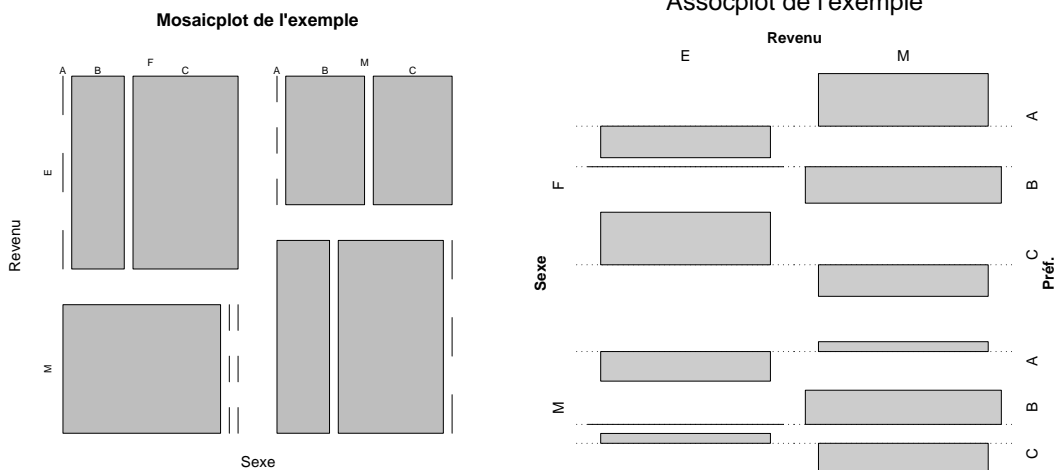 Mosaicplot de l'exemple
F M
A B C A B C
E
M
Revenu
Sexe
Assocplot de l'exemple
Revenu
E M
A
B
C
A
B
C
F
M
Sexe
Préf.